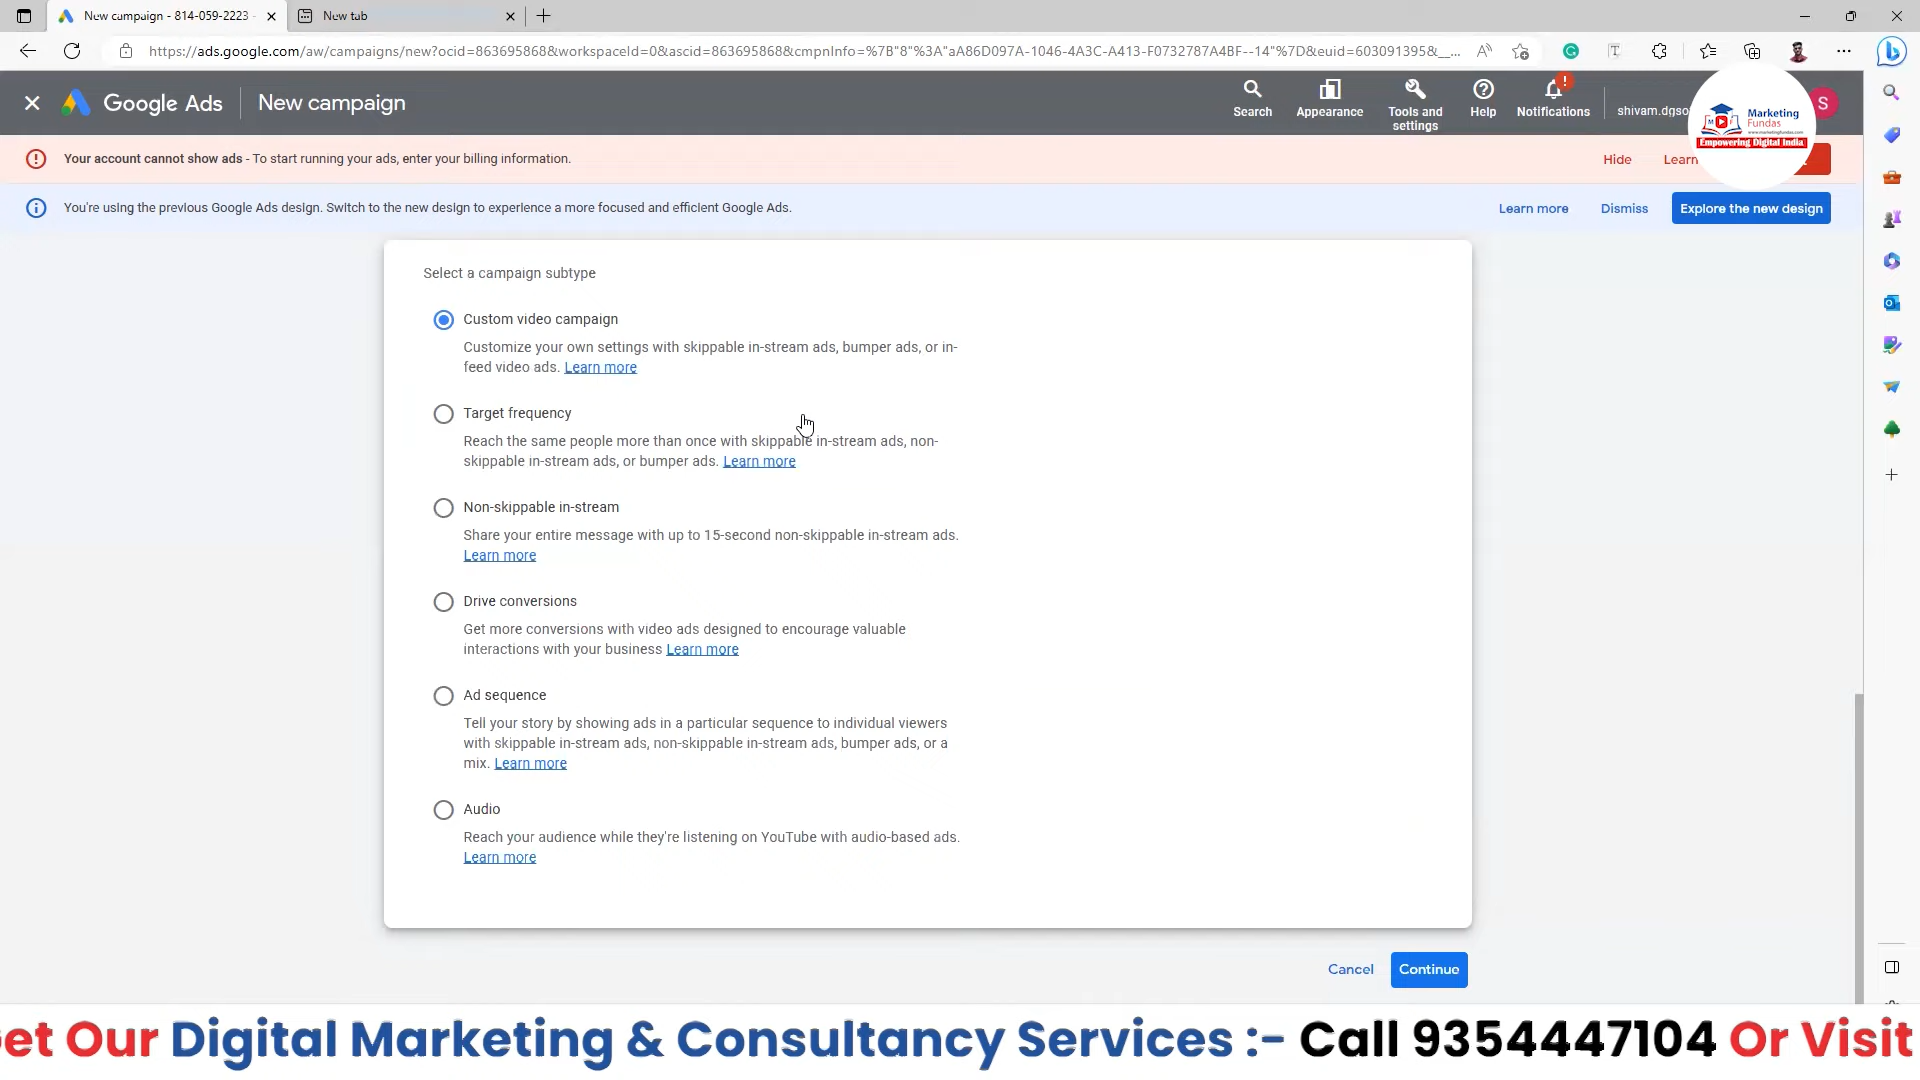 New campaign - 814-059-2223 -
New tab
https://ads.google.com/aw/campaigns/new?ocid=863695868&workspaceId=0&ascid=863695868&cmpnInfo=%7B"8"%3A"aA86D097A-1046-4A3C-A413-F0732787A4BF--14"%7D&euid=603091395&__...
Google Ads
New campaign
Search
Appearance
Tools and settings
Help
Notifications
shivam.dgso
S
Marketing
Fundas
www.marketingfundas.com
Empowering Digital India
Your account cannot show ads - To start running your ads, enter your billing information.
Hide
Learn
You're using the previous Google Ads design. Switch to the new design to experience a more focused and efficient Google Ads.
Learn more
Dismiss
Explore the new design
Select a campaign subtype
Custom video campaign
Customize your own settings with skippable in-stream ads, bumper ads, or in-
feed video ads. Learn more
Target frequency
Reach the same people more than once with skippable in-stream ads, non-
skippable in-stream ads, or bumper ads. Learn more
Non-skippable in-stream
Share your entire message with up to 15-second non-skippable in-stream ads.
Learn more
Drive conversions
Get more conversions with video ads designed to encourage valuable
interactions with your business Learn more
Ad sequence
Tell your story by showing ads in a particular sequence to individual viewers
with skippable in-stream ads, non-skippable in-stream ads, bumper ads, or a
mix. Learn more
Audio
Reach your audience while they're listening on YouTube with audio-based ads.
Learn more
Cancel
Continue
et Our Digital Marketing & Consultancy Services :- Call 9354447104 Or Visit